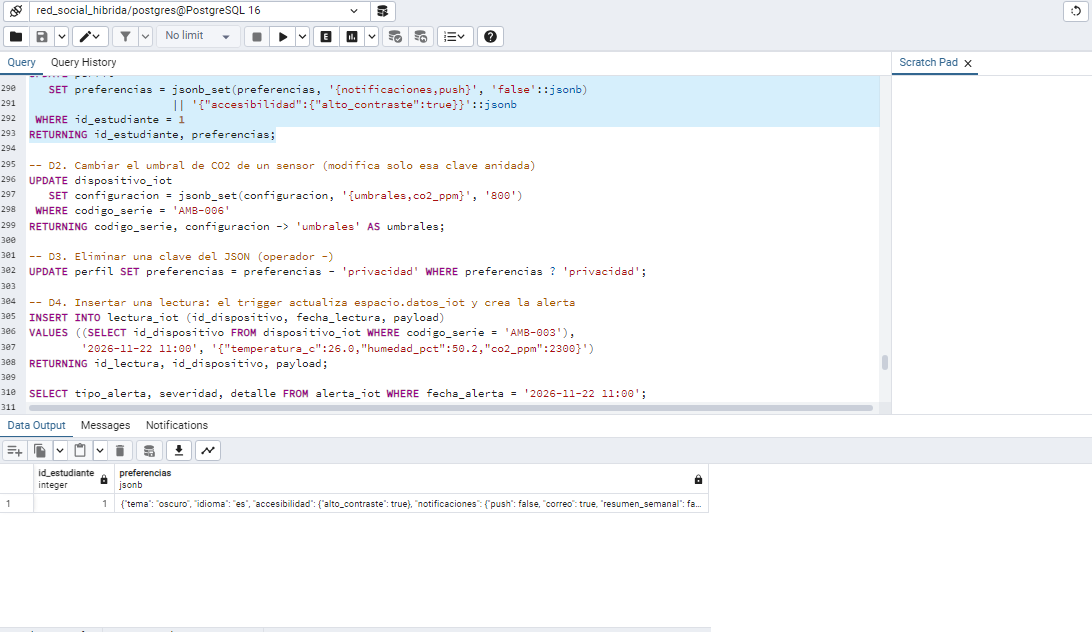 red_social_hibrida/postgres@PostgreSQL 16
No limit
Query Query History
Scratch Pad
290 SET preferencias = jsonb_set(preferencias, '{notificaciones,push}', 'false'::jsonb)
291 || '{"accesibilidad":{"alto_contraste":true}}'::jsonb
292 WHERE id_estudiante = 1
293 RETURNING id_estudiante, preferencias;
294
295 -- D2. Cambiar el umbral de CO2 de un sensor (modifica solo esa clave anidada)
296 UPDATE dispositivo_iot
297 SET configuracion = jsonb_set(configuracion, '{umbrales,co2_ppm}', '800')
298 WHERE codigo_serie = 'AMB-006'
299 RETURNING codigo_serie, configuracion -> 'umbrales' AS umbrales;
300
301 -- D3. Eliminar una clave del JSON (operador -)
302 UPDATE perfil SET preferencias = preferencias - 'privacidad' WHERE preferencias ? 'privacidad';
303
304 -- D4. Insertar una lectura: el trigger actualiza espacio.datos_iot y crea la alerta
305 INSERT INTO lectura_iot (id_dispositivo, fecha_lectura, payload)
306 VALUES ((SELECT id_dispositivo FROM dispositivo_iot WHERE codigo_serie = 'AMB-003'),
307 '2026-11-22 11:00', '{"temperatura_c":26.0,"humedad_pct":50.2,"co2_ppm":2300}')
308 RETURNING id_lectura, id_dispositivo, payload;
309
310 SELECT tipo_alerta, severidad, detalle FROM alerta_iot WHERE fecha_alerta = '2026-11-22 11:00';
311
Data Output Messages Notifications
id_estudiante preferencias
integer jsonb
1 1 {"tema": "oscuro", "idioma": "es", "accesibilidad": {"alto_contraste": true}, "notificaciones": {"push": false, "correo": true, "resumen_semanal": fa...